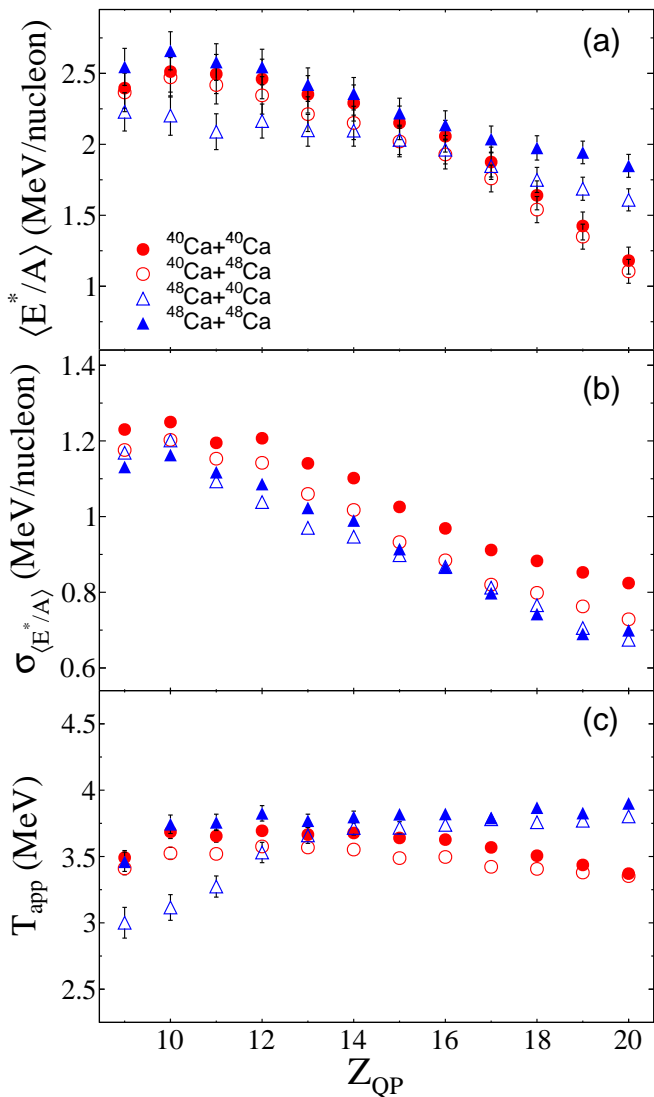 (a)
⟨E*/A⟩ (MeV/nucleon)
2.5
2
1.5
1
⁴⁰Ca+⁴⁰Ca
⁴⁰Ca+⁴⁸Ca
⁴⁸Ca+⁴⁰Ca
⁴⁸Ca+⁴⁸Ca
(b)
σ⟨E*/A⟩ (MeV/nucleon)
1.4
1.2
1
0.8
0.6
(c)
T_app (MeV)
4.5
4
3.5
3
2.5
10 12 14 16 18 20
Z_QP